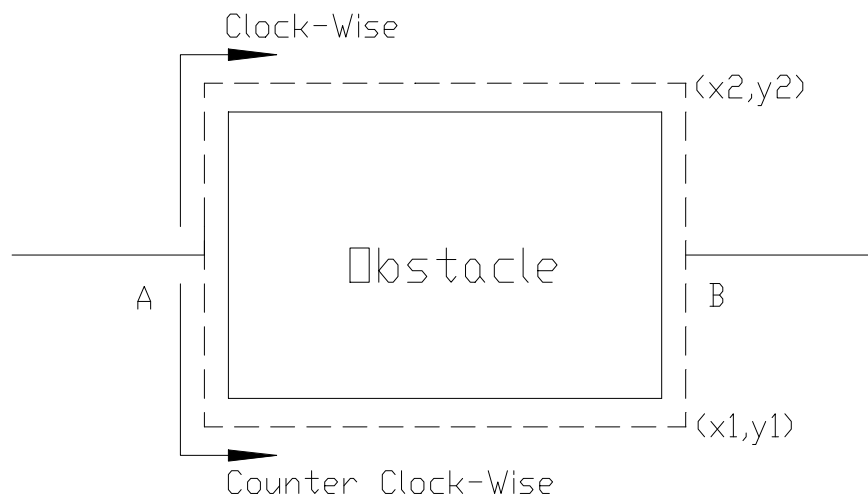 Clock-Wise
(x2,y2)
Obstacle
A
B
(x1,y1)
Counter Clock-Wise